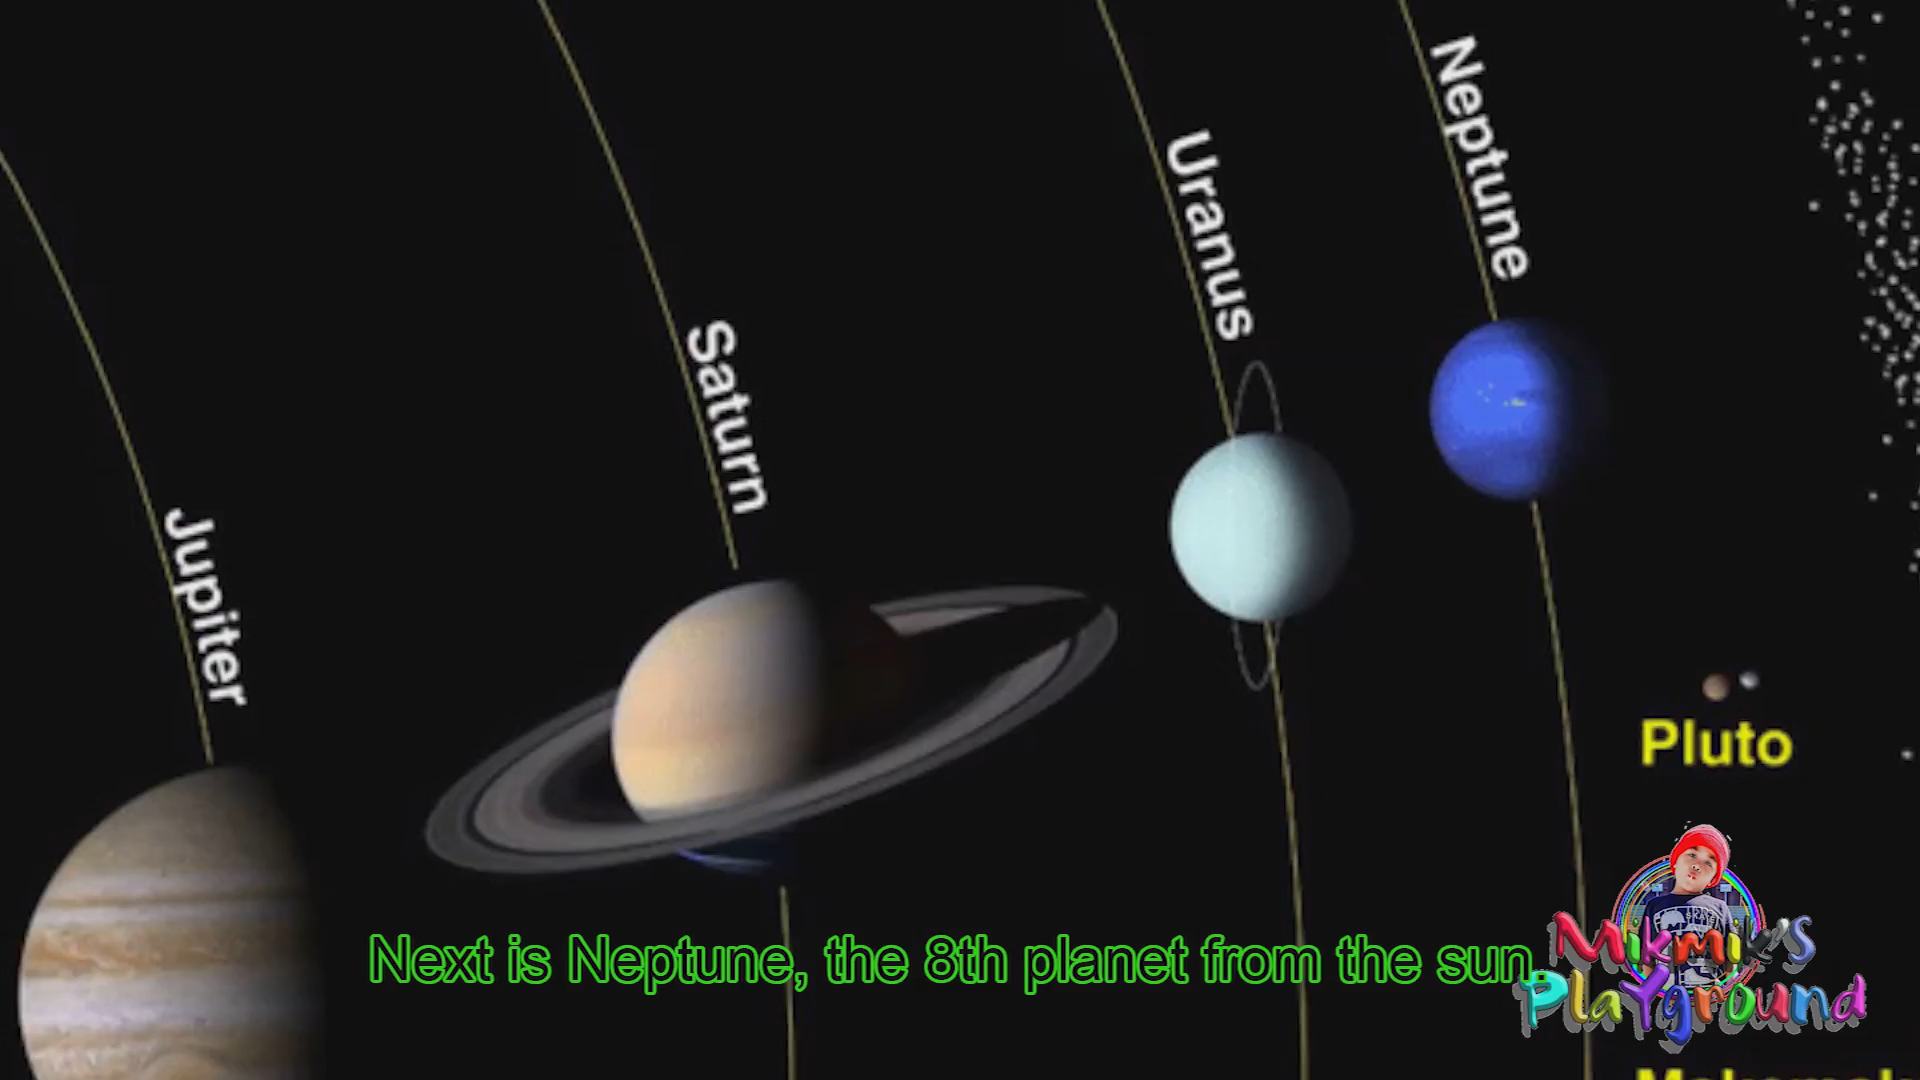 Neptune
Uranus
Saturn
Jupiter
Pluto
Next is Neptune, the 8th planet from the sun.
Mikmik's
Playground